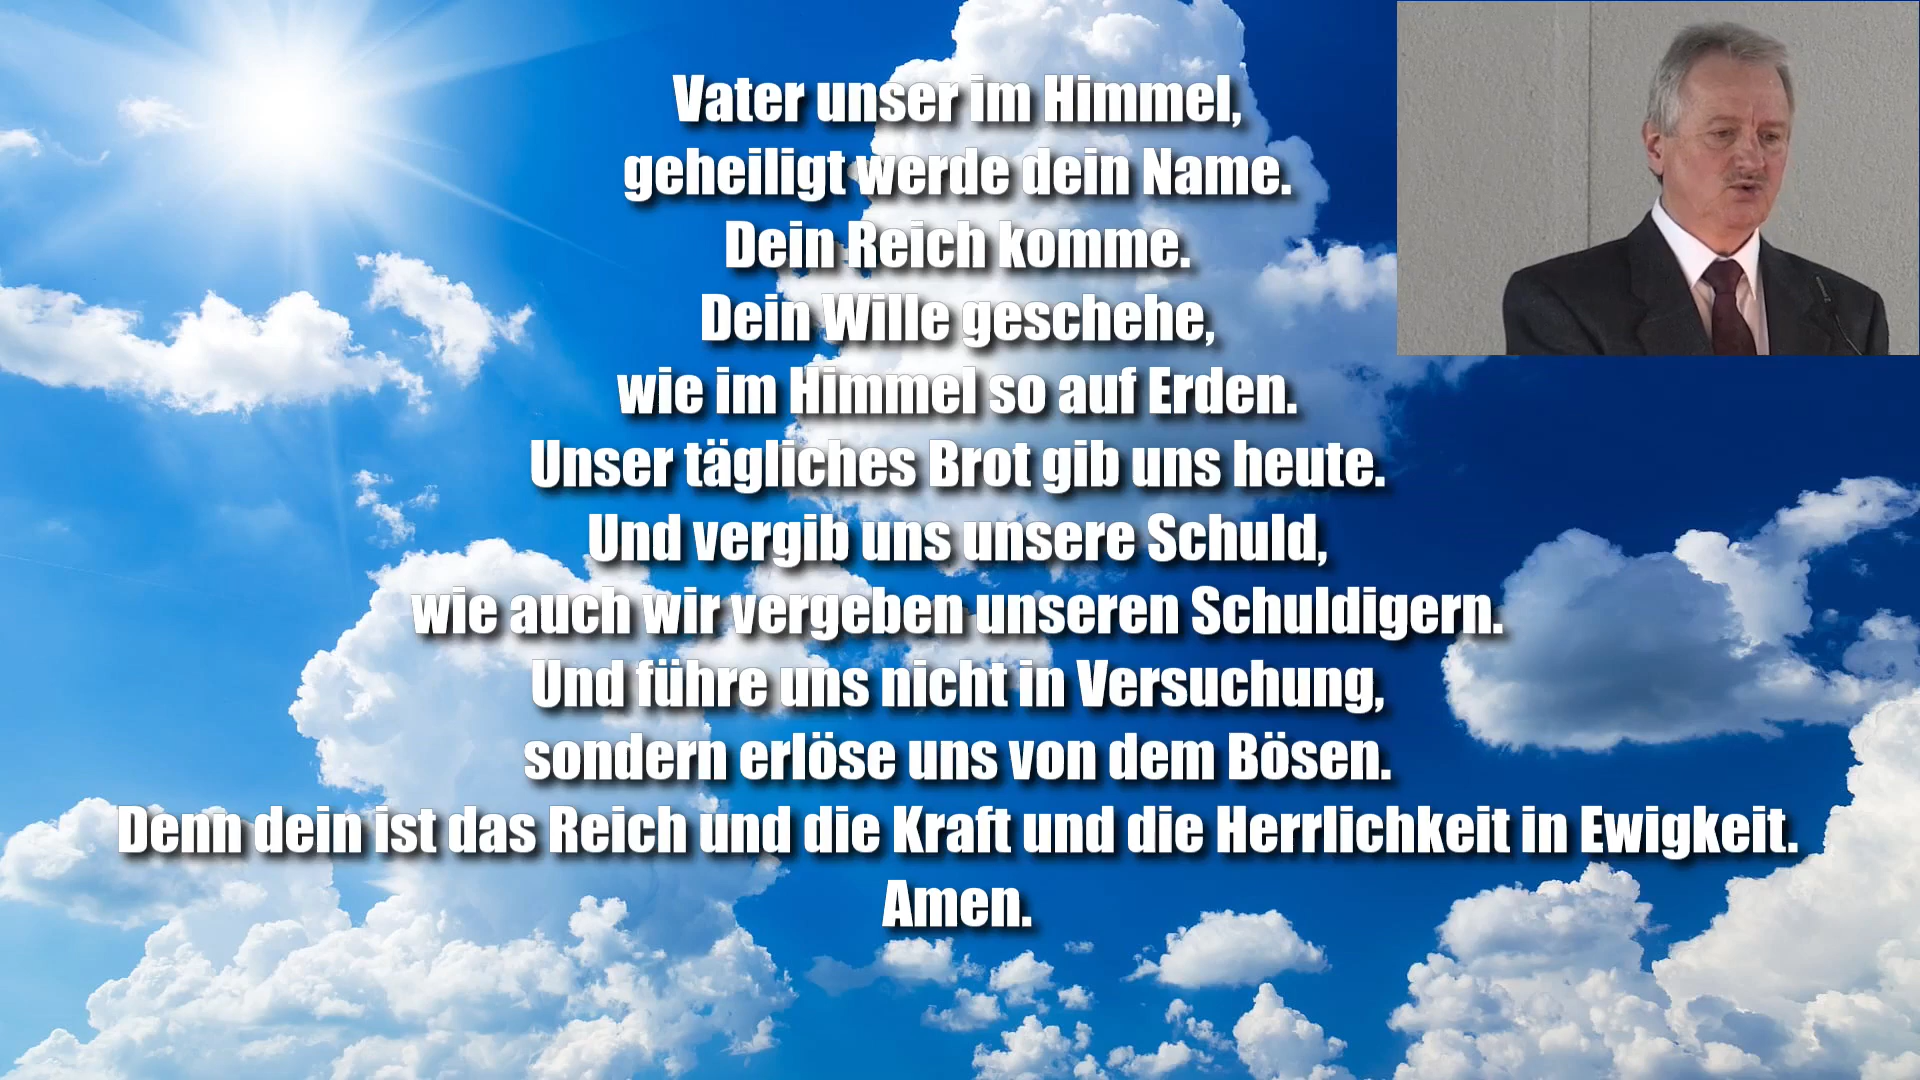 Vater unser im Himmel,
geheiligt werde dein Name.
Dein Reich komme.
Dein Wille geschehe,
wie im Himmel so auf Erden.
Unser tägliches Brot gib uns heute.
Und vergib uns unsere Schuld,
wie auch wir vergeben unseren Schuldigern.
Und führe uns nicht in Versuchung,
sondern erlöse uns von dem Bösen.
Denn dein ist das Reich und die Kraft und die Herrlichkeit in Ewigkeit.
Amen.